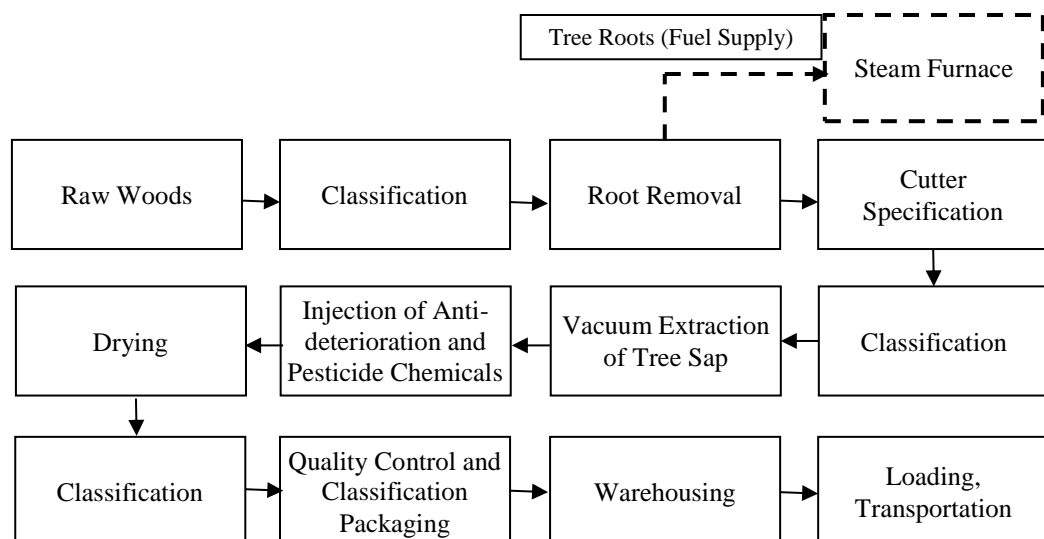 Tree Roots (Fuel Supply)
Steam Furnace
Raw Woods
Classification
Root Removal
Cutter
Specification
Drying
Injection of Anti-
deterioration and
Pesticide Chemicals
Vacuum Extraction
of Tree Sap
Classification
Classification
Quality Control and
Classification
Packaging
Warehousing
Loading,
Transportation